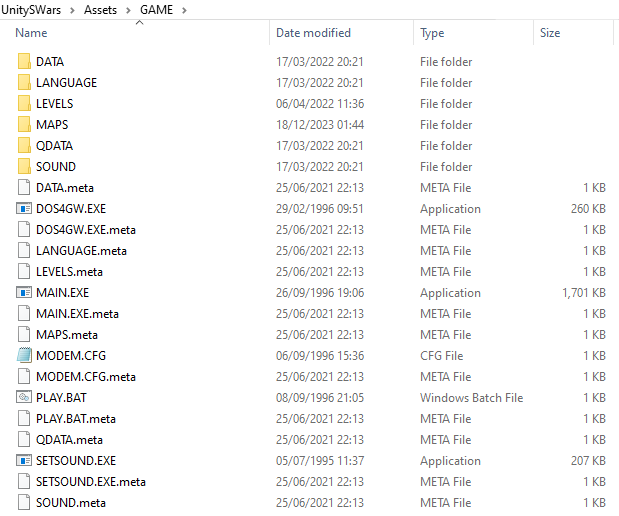 UnitySWars > Assets > GAME >
Name Date modified Type Size
DATA 17/03/2022 20:21 File folder
LANGUAGE 17/03/2022 20:21 File folder
LEVELS 06/04/2022 11:36 File folder
MAPS 18/12/2023 01:44 File folder
QDATA 17/03/2022 20:21 File folder
SOUND 17/03/2022 20:21 File folder
DATA.meta 25/06/2021 22:13 META File 1 KB
DOS4GW.EXE 29/02/1996 09:51 Application 260 KB
DOS4GW.EXE.meta 25/06/2021 22:13 META File 1 KB
LANGUAGE.meta 25/06/2021 22:13 META File 1 KB
LEVELS.meta 25/06/2021 22:13 META File 1 KB
MAIN.EXE 26/09/1996 19:06 Application 1,701 KB
MAIN.EXE.meta 25/06/2021 22:13 META File 1 KB
MAPS.meta 25/06/2021 22:13 META File 1 KB
MODEM.CFG 06/09/1996 15:36 CFG File 1 KB
MODEM.CFG.meta 25/06/2021 22:13 META File 1 KB
PLAY.BAT 08/09/1996 21:05 Windows Batch File 1 KB
PLAY.BAT.meta 25/06/2021 22:13 META File 1 KB
QDATA.meta 25/06/2021 22:13 META File 1 KB
SETSOUND.EXE 05/07/1995 11:37 Application 207 KB
SETSOUND.EXE.meta 25/06/2021 22:13 META File 1 KB
SOUND.meta 25/06/2021 22:13 META File 1 KB